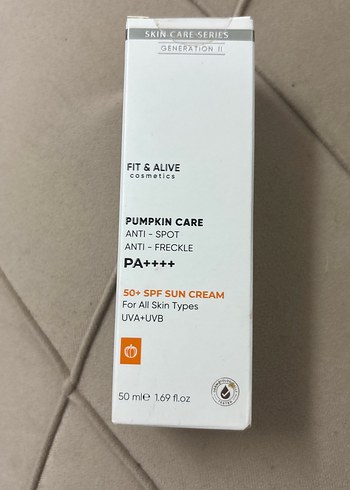 SKIN CARE SERIES
GENERATION II
FIT & ALIVE
cosmetics
PUMPKIN CARE
ANTI - SPOT
ANTI - FRECKLE
PA++++
50+ SPF SUN CREAM
For All Skin Types
UVA+UVB
50 ml℮ 1.69 fl.oz
TESTED